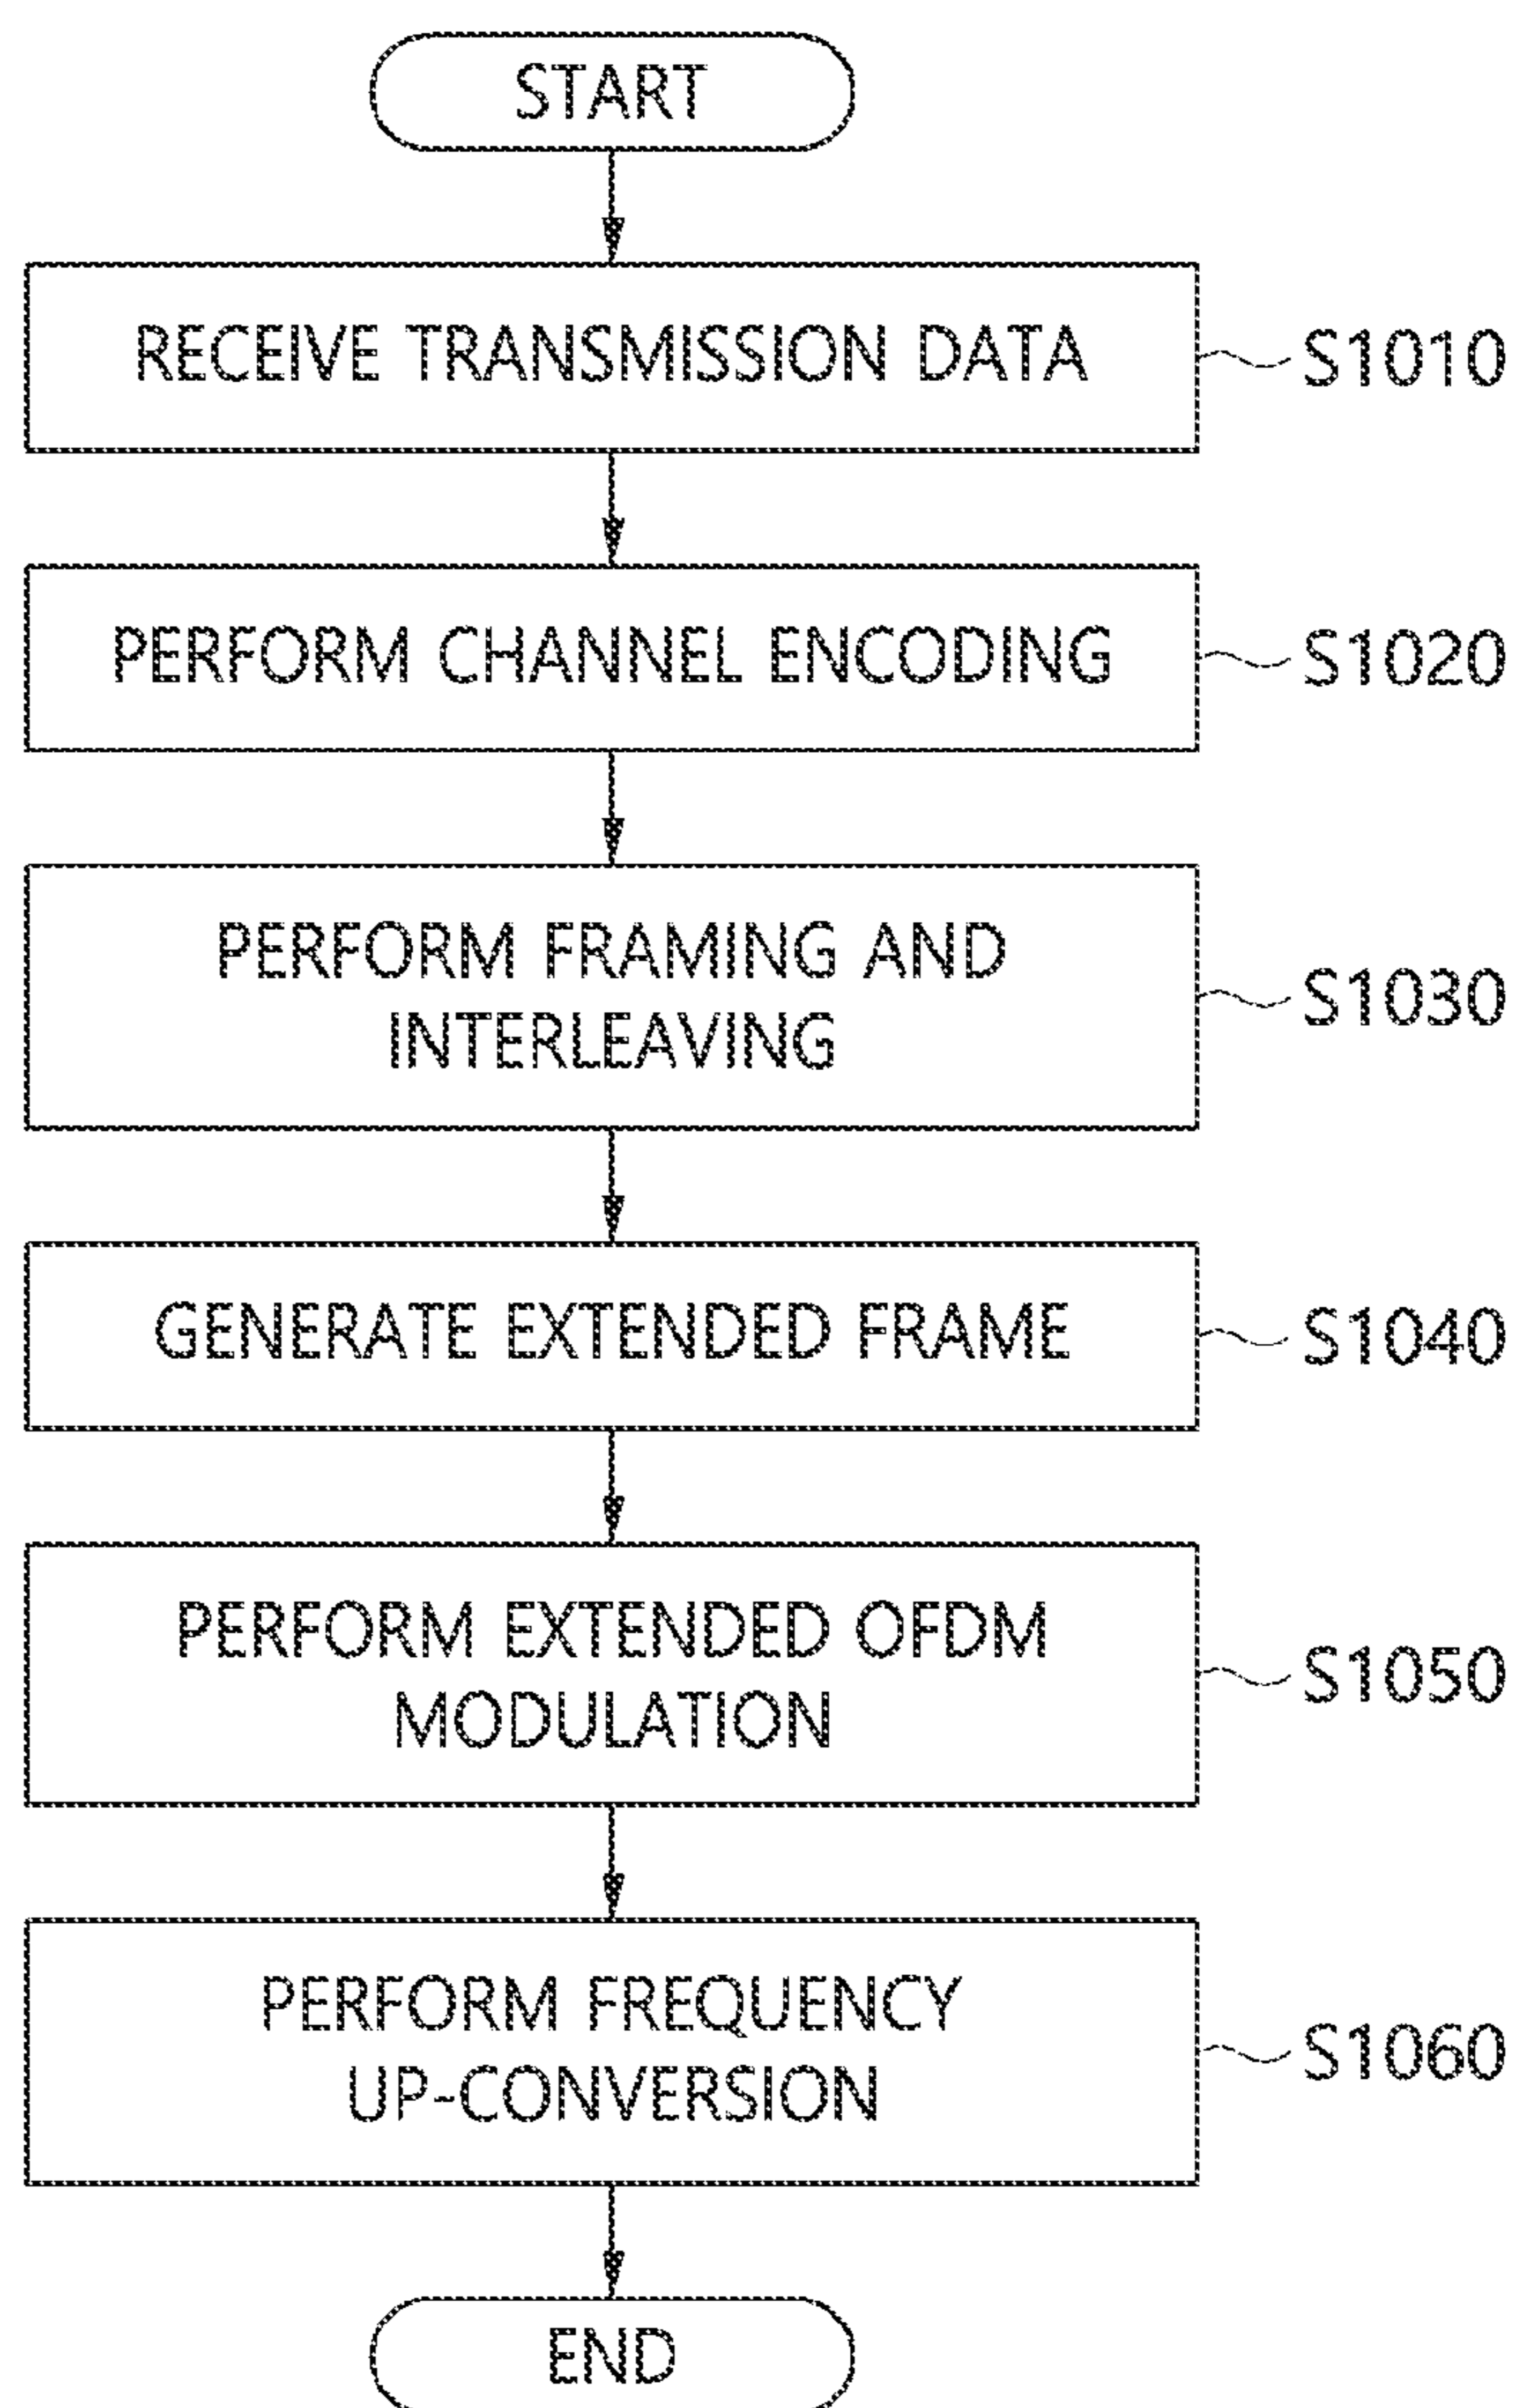 START
RECEIVE TRANSMISSION DATA
S1010
PERFORM CHANNEL ENCODING
S1020
PERFORM FRAMING AND
INTERLEAVING
S1030
GENERATE EXTENDED FRAME
S1040
PERFORM EXTENDED OFDM
MODULATION
S1050
PERFORM FREQUENCY
UP-CONVERSION
S1060
END